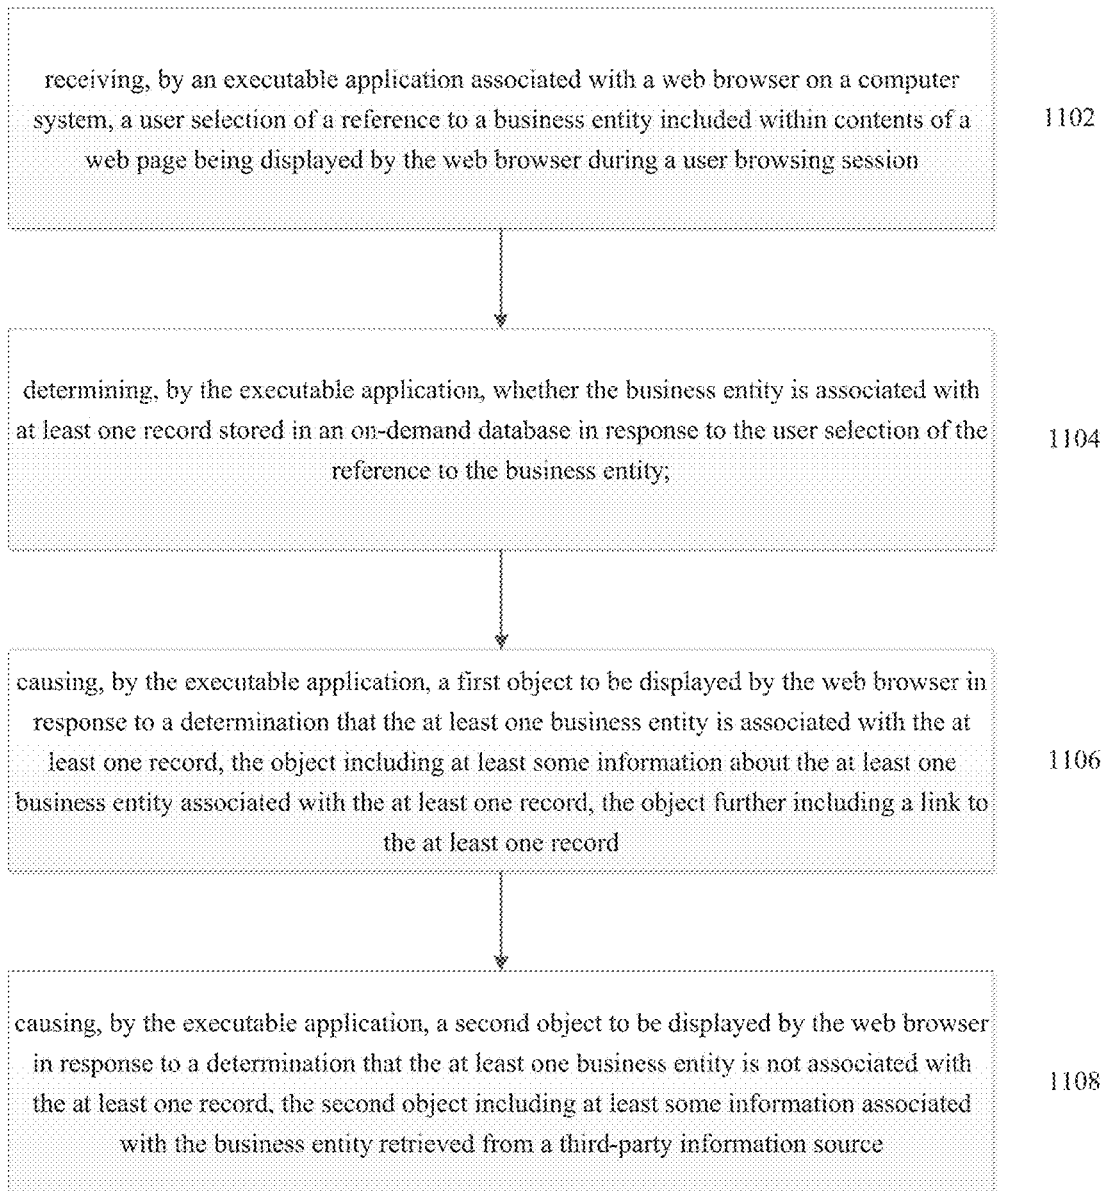 receiving, by an executable application associated with a web browser on a computer
system, a user selection of a reference to a business entity included within contents of a
web page being displayed by the web browser during a user browsing session
1102
determining, by the executable application, whether the business entity is associated with
at least one record stored in an on-demand database in response to the user selection of the
reference to the business entity;
1104
causing, by the executable application, a first object to be displayed by the web browser in
response to a determination that the at least one business entity is associated with the at
least one record, the object including at least some information about the at least one
business entity associated with the at least one record, the object further including a link to
the at least one record
1106
causing, by the executable application, a second object to be displayed by the web browser
in response to a determination that the at least one business entity is not associated with
the at least one record, the second object including at least some information associated
with the business entity retrieved from a third-party information source
1108